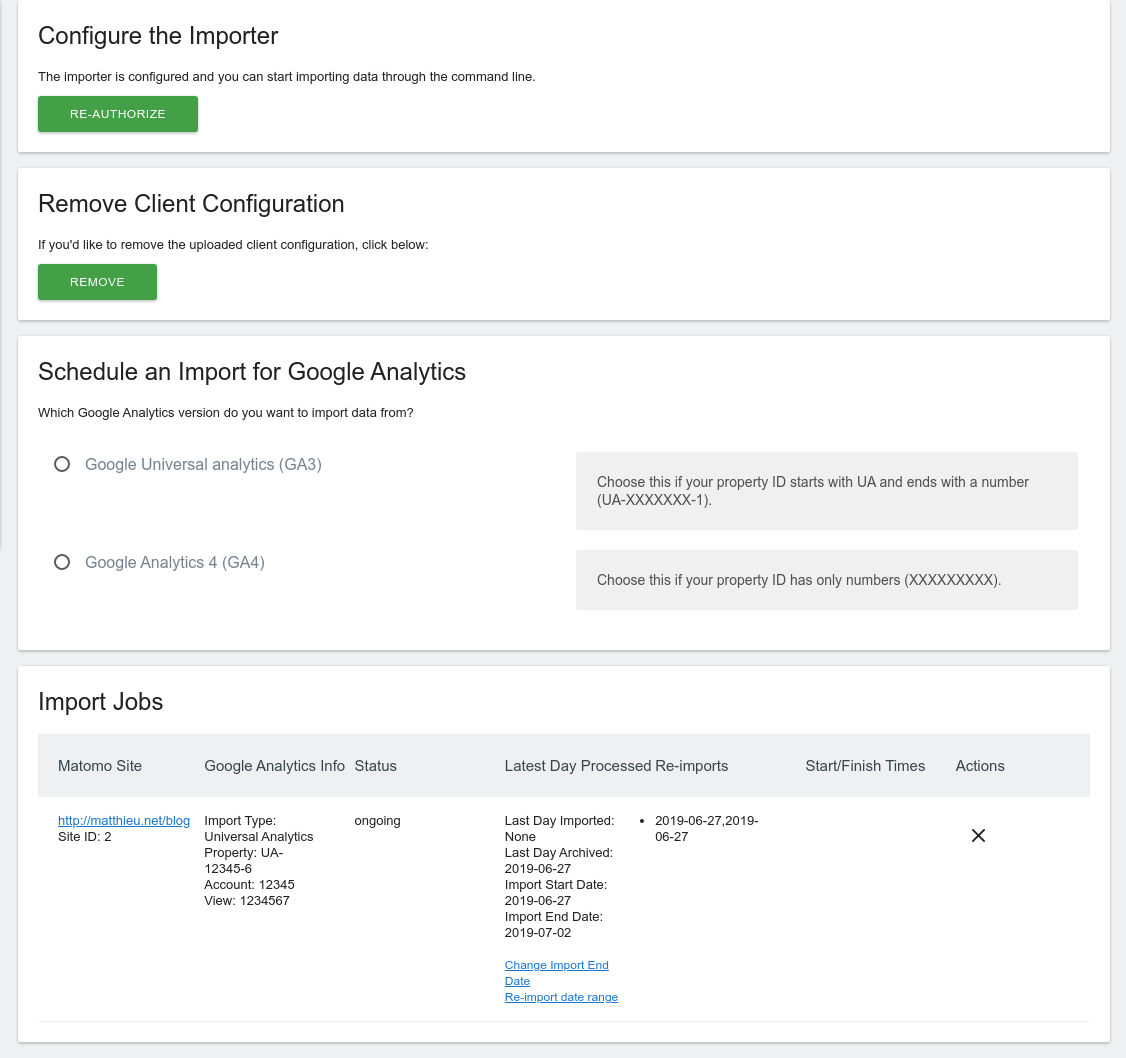 Configure the Importer
The importer is configured and you can start importing data through the command line.
RE-AUTHORIZE
Remove Client Configuration
If you'd like to remove the uploaded client configuration, click below:
REMOVE
Schedule an Import for Google Analytics
Which Google Analytics version do you want to import data from?
Google Universal analytics (GA3)
Choose this if your property ID starts with UA and ends with a number
(UA-XXXXXXX-1).
Google Analytics 4 (GA4)
Choose this if your property ID has only numbers (XXXXXXXXX).
Import Jobs
Matomo Site Google Analytics Info Status Latest Day Processed Re-imports Start/Finish Times Actions
http://matthieu.net/blog
Site ID: 2
Import Type:
Universal Analytics
Property: UA-
12345-6
Account: 12345
View: 1234567
ongoing
Last Day Imported:
None
Last Day Archived:
2019-06-27
Import Start Date:
2019-06-27
Import End Date:
2019-07-02
Change Import End
Date
Re-import date range
• 2019-06-27,2019-
06-27